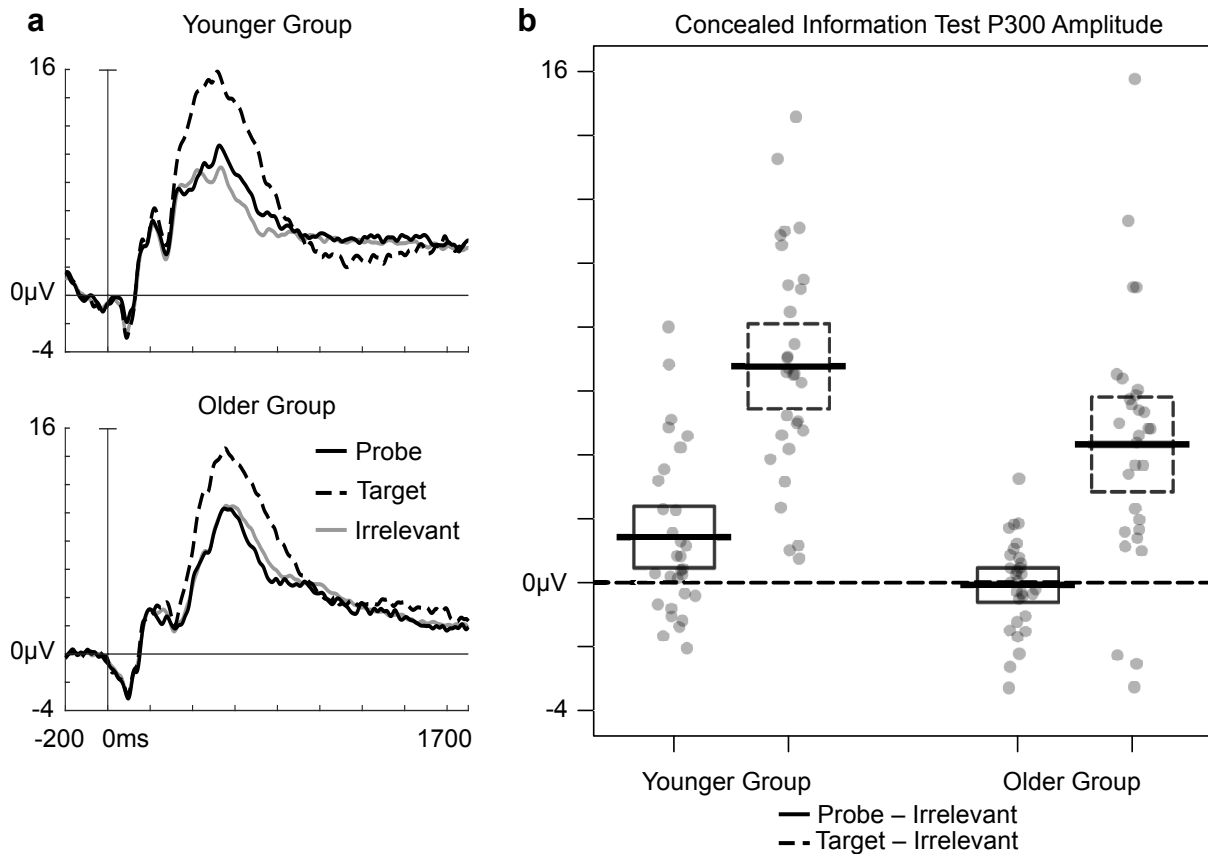 a
Younger Group
16
0μV
-4
Older Group
16
Probe
Target
Irrelevant
0μV
-4
-200 0ms 1700
b
Concealed Information Test P300 Amplitude
16
0μV
-4
Younger Group Older Group
Probe – Irrelevant
Target – Irrelevant